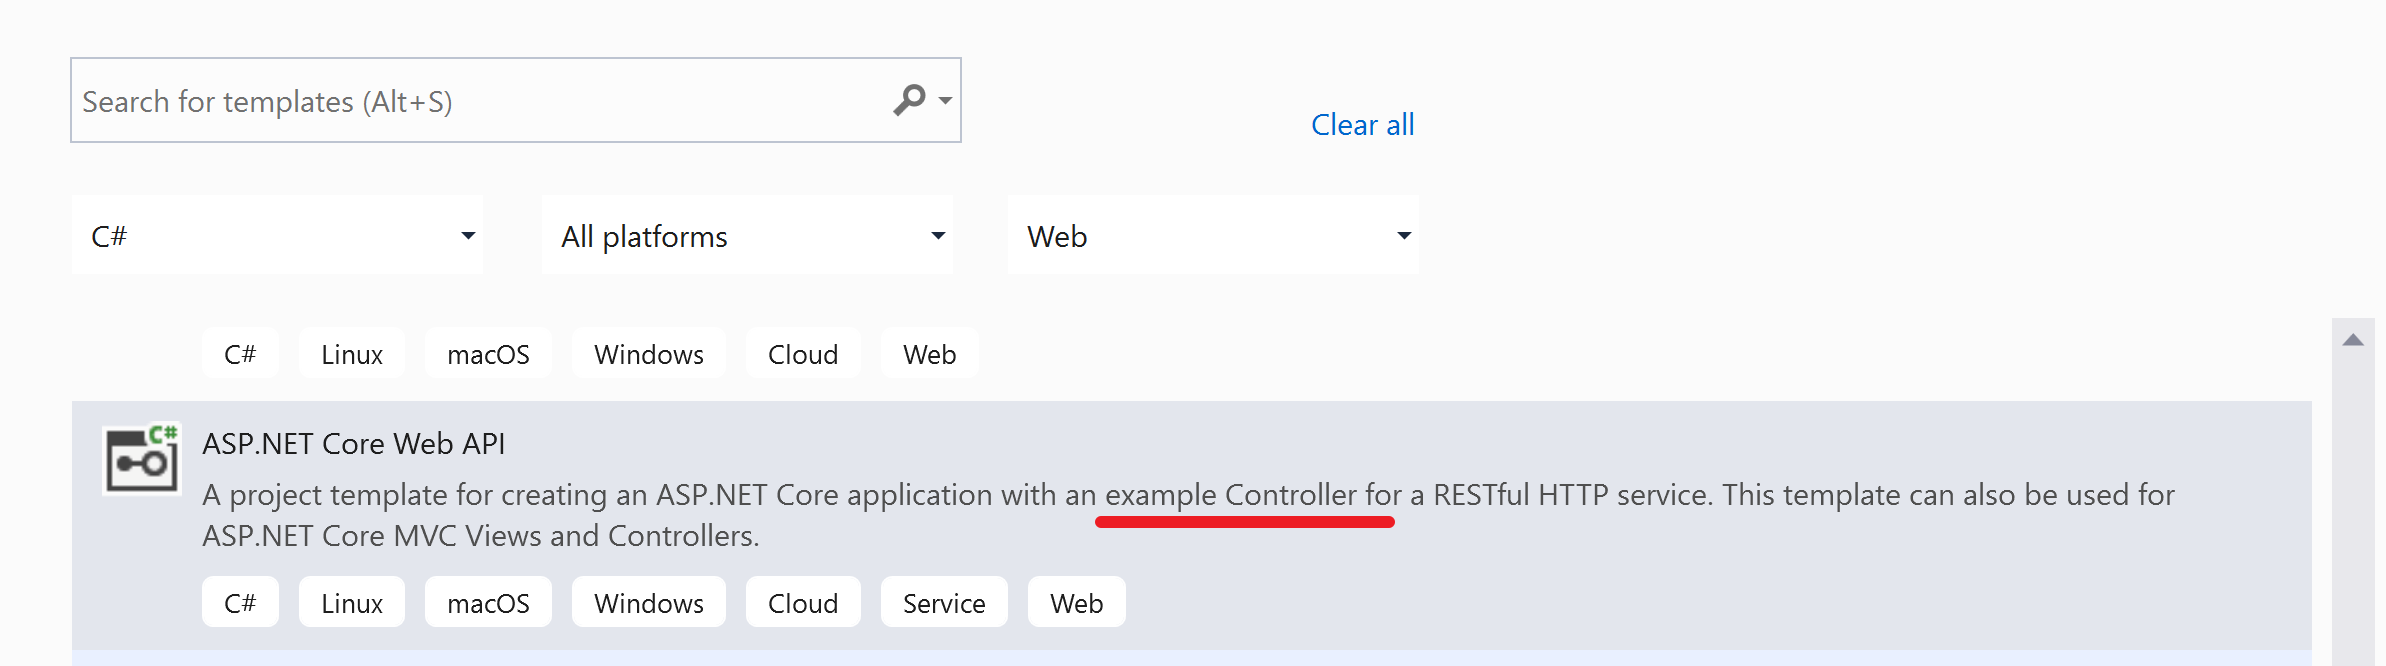 Search for templates (Alt+S)
Clear all
C#
All platforms
Web
C# Linux macOS Windows Cloud Web
C#
ASP.NET Core Web API
A project template for creating an ASP.NET Core application with an example Controller for a RESTful HTTP service. This template can also be used for
ASP.NET Core MVC Views and Controllers.
C# Linux macOS Windows Cloud Service Web